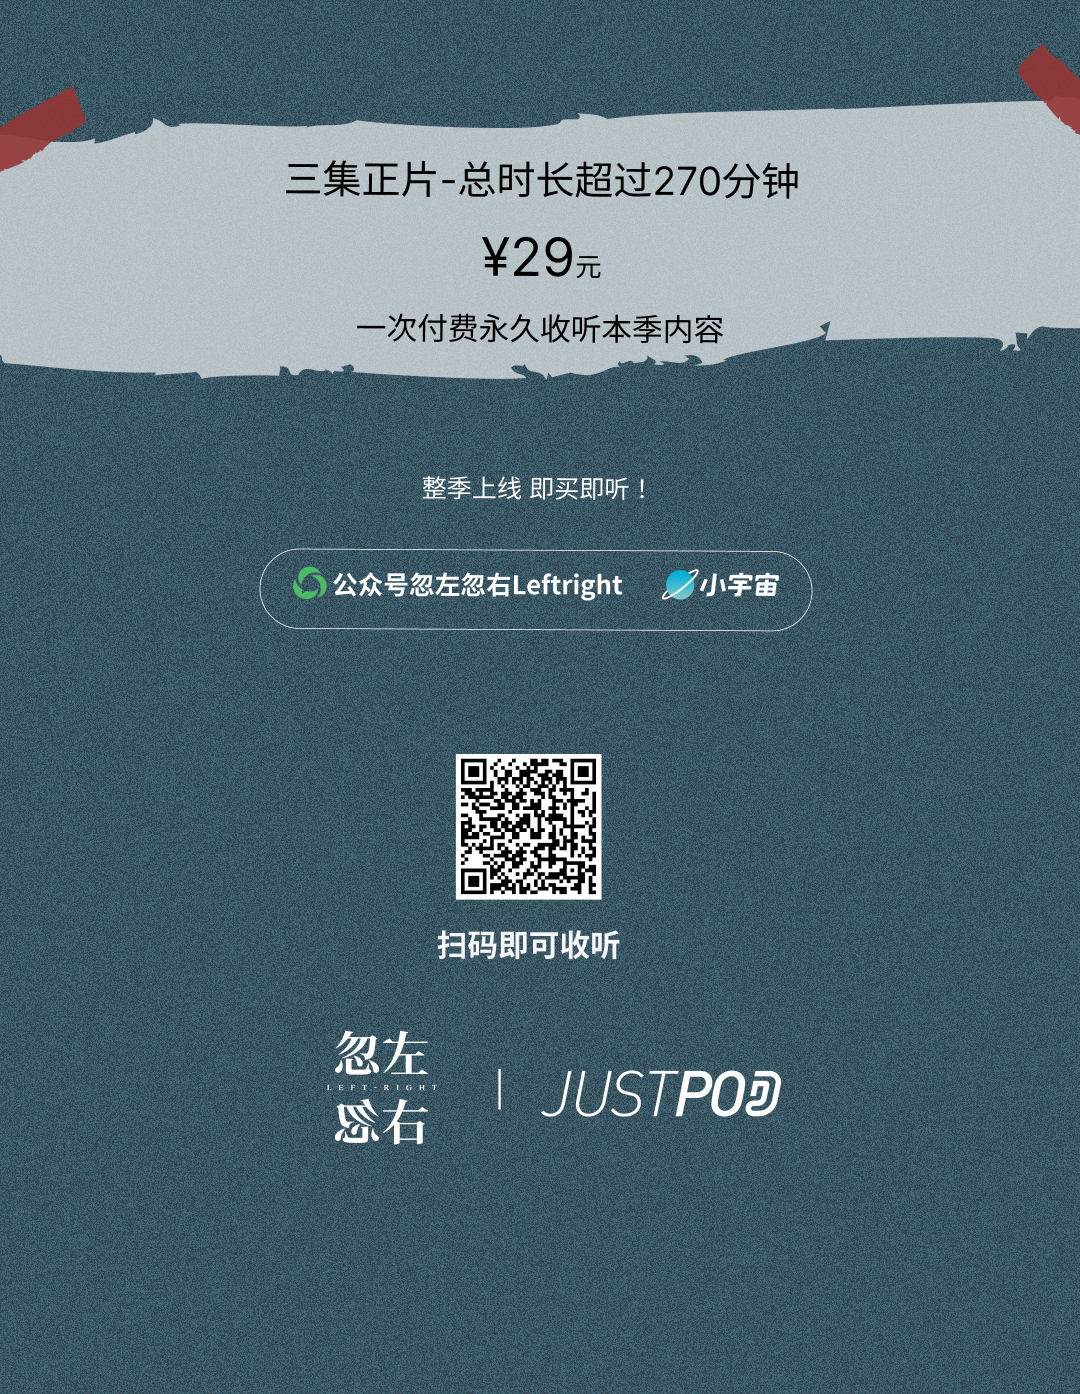 三集正片-总时长超过270分钟
¥29元
一次付费永久收听本季内容
整季上线 即买即听！
公众号忽左忽右Leftright 小宇宙
扫码即可收听
忽左
LEFT-RIGHT
忽右
JUSTPOD